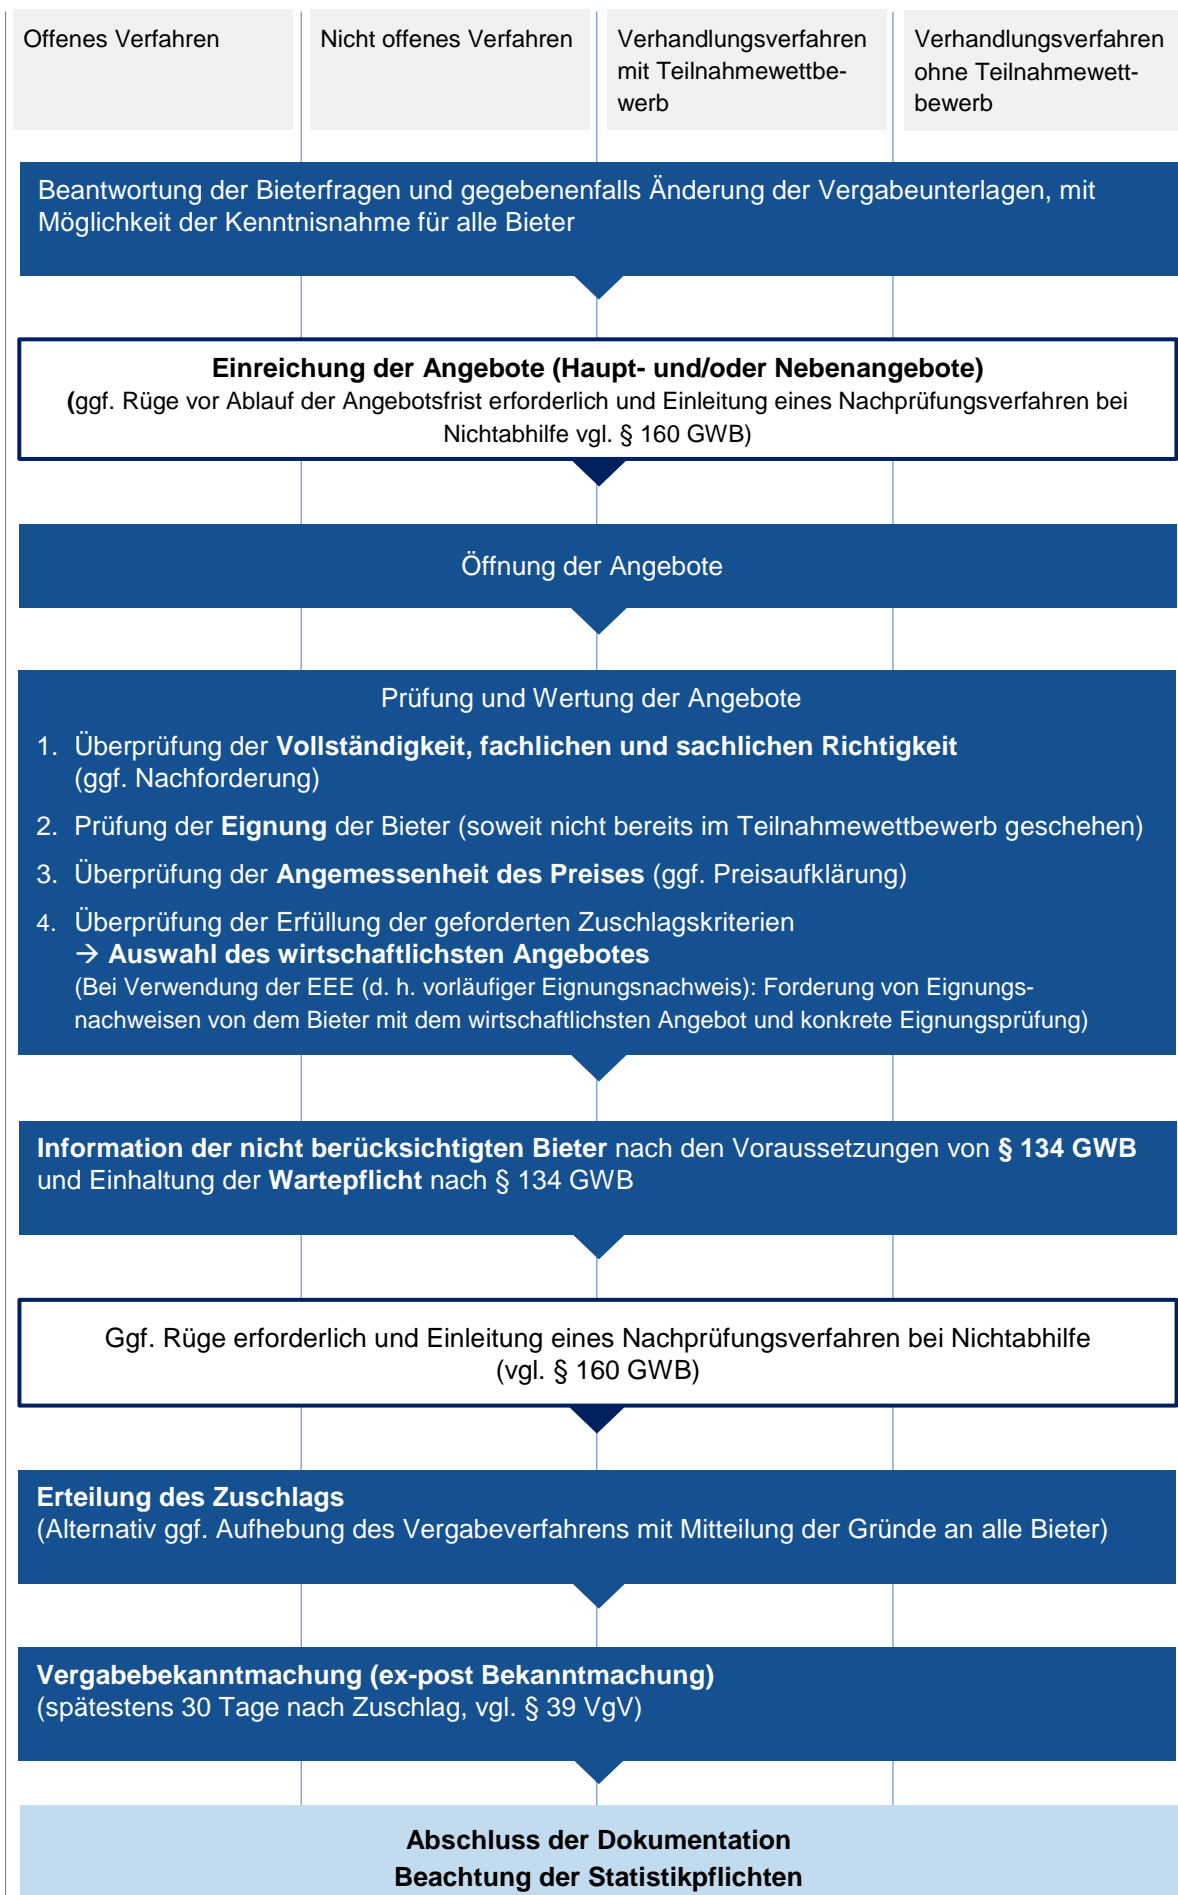 Offenes Verfahren
Nicht offenes Verfahren
Verhandlungsverfahren
mit Teilnahmewettbe-
werb
Verhandlungsverfahren
ohne Teilnahmewett-
bewerb
Beantwortung der Bieterfragen und gegebenenfalls Änderung der Vergabeunterlagen, mit
Möglichkeit der Kenntnisnahme für alle Bieter
Einreichung der Angebote (Haupt- und/oder Nebenangebote)
(ggf. Rüge vor Ablauf der Angebotsfrist erforderlich und Einleitung eines Nachprüfungsverfahren bei
Nichtabhilfe vgl. § 160 GWB)
Öffnung der Angebote
Prüfung und Wertung der Angebote
1. Überprüfung der Vollständigkeit, fachlichen und sachlichen Richtigkeit
(ggf. Nachforderung)
2. Prüfung der Eignung der Bieter (soweit nicht bereits im Teilnahmewettbewerb geschehen)
3. Überprüfung der Angemessenheit des Preises (ggf. Preisaufklärung)
4. Überprüfung der Erfüllung der geforderten Zuschlagskriterien
→ Auswahl des wirtschaftlichsten Angebotes
(Bei Verwendung der EEE (d. h. vorläufiger Eignungsnachweis): Forderung von Eignungs-
nachweisen von dem Bieter mit dem wirtschaftlichsten Angebot und konkrete Eignungsprüfung)
Information der nicht berücksichtigten Bieter nach den Voraussetzungen von § 134 GWB
und Einhaltung der Wartepflicht nach § 134 GWB
Ggf. Rüge erforderlich und Einleitung eines Nachprüfungsverfahren bei Nichtabhilfe
(vgl. § 160 GWB)
Erteilung des Zuschlags
(Alternativ ggf. Aufhebung des Vergabeverfahrens mit Mitteilung der Gründe an alle Bieter)
Vergabebekanntmachung (ex-post Bekanntmachung)
(spätestens 30 Tage nach Zuschlag, vgl. § 39 VgV)
Abschluss der Dokumentation
Beachtung der Statistikpflichten